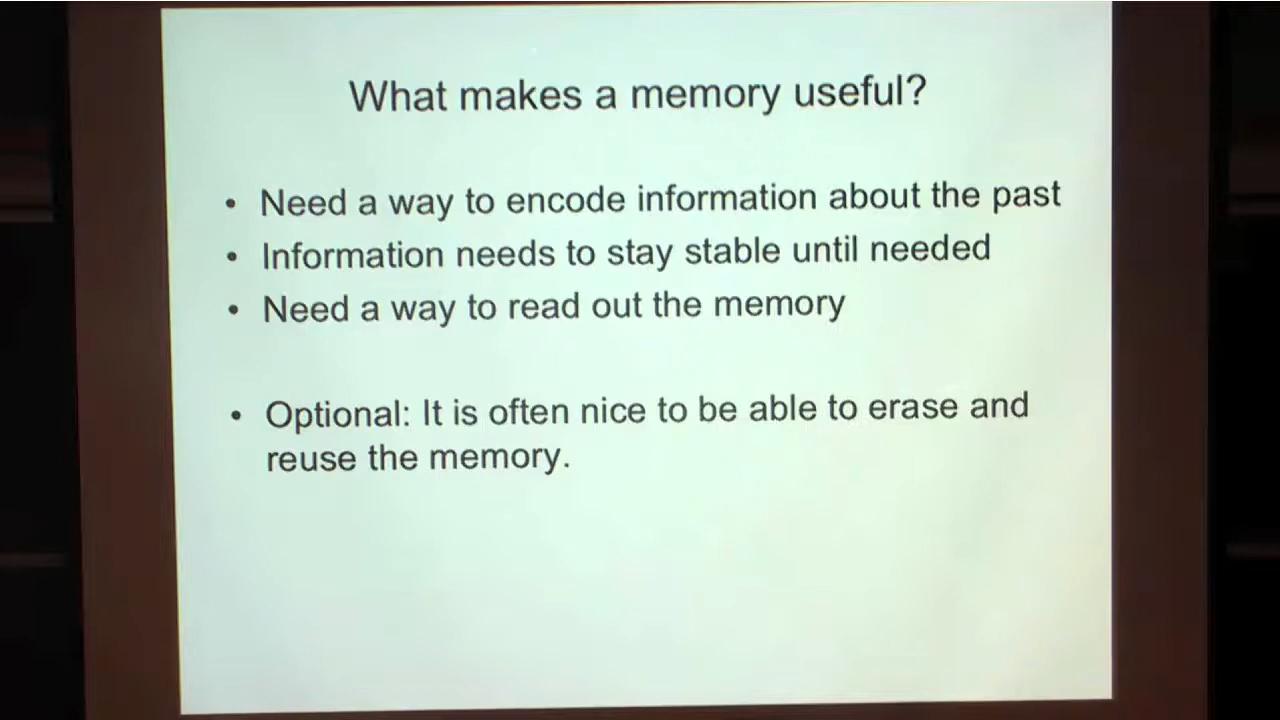 What makes a memory useful?
• Need a way to encode information about the past
• Information needs to stay stable until needed
• Need a way to read out the memory
• Optional: It is often nice to be able to erase and
reuse the memory.